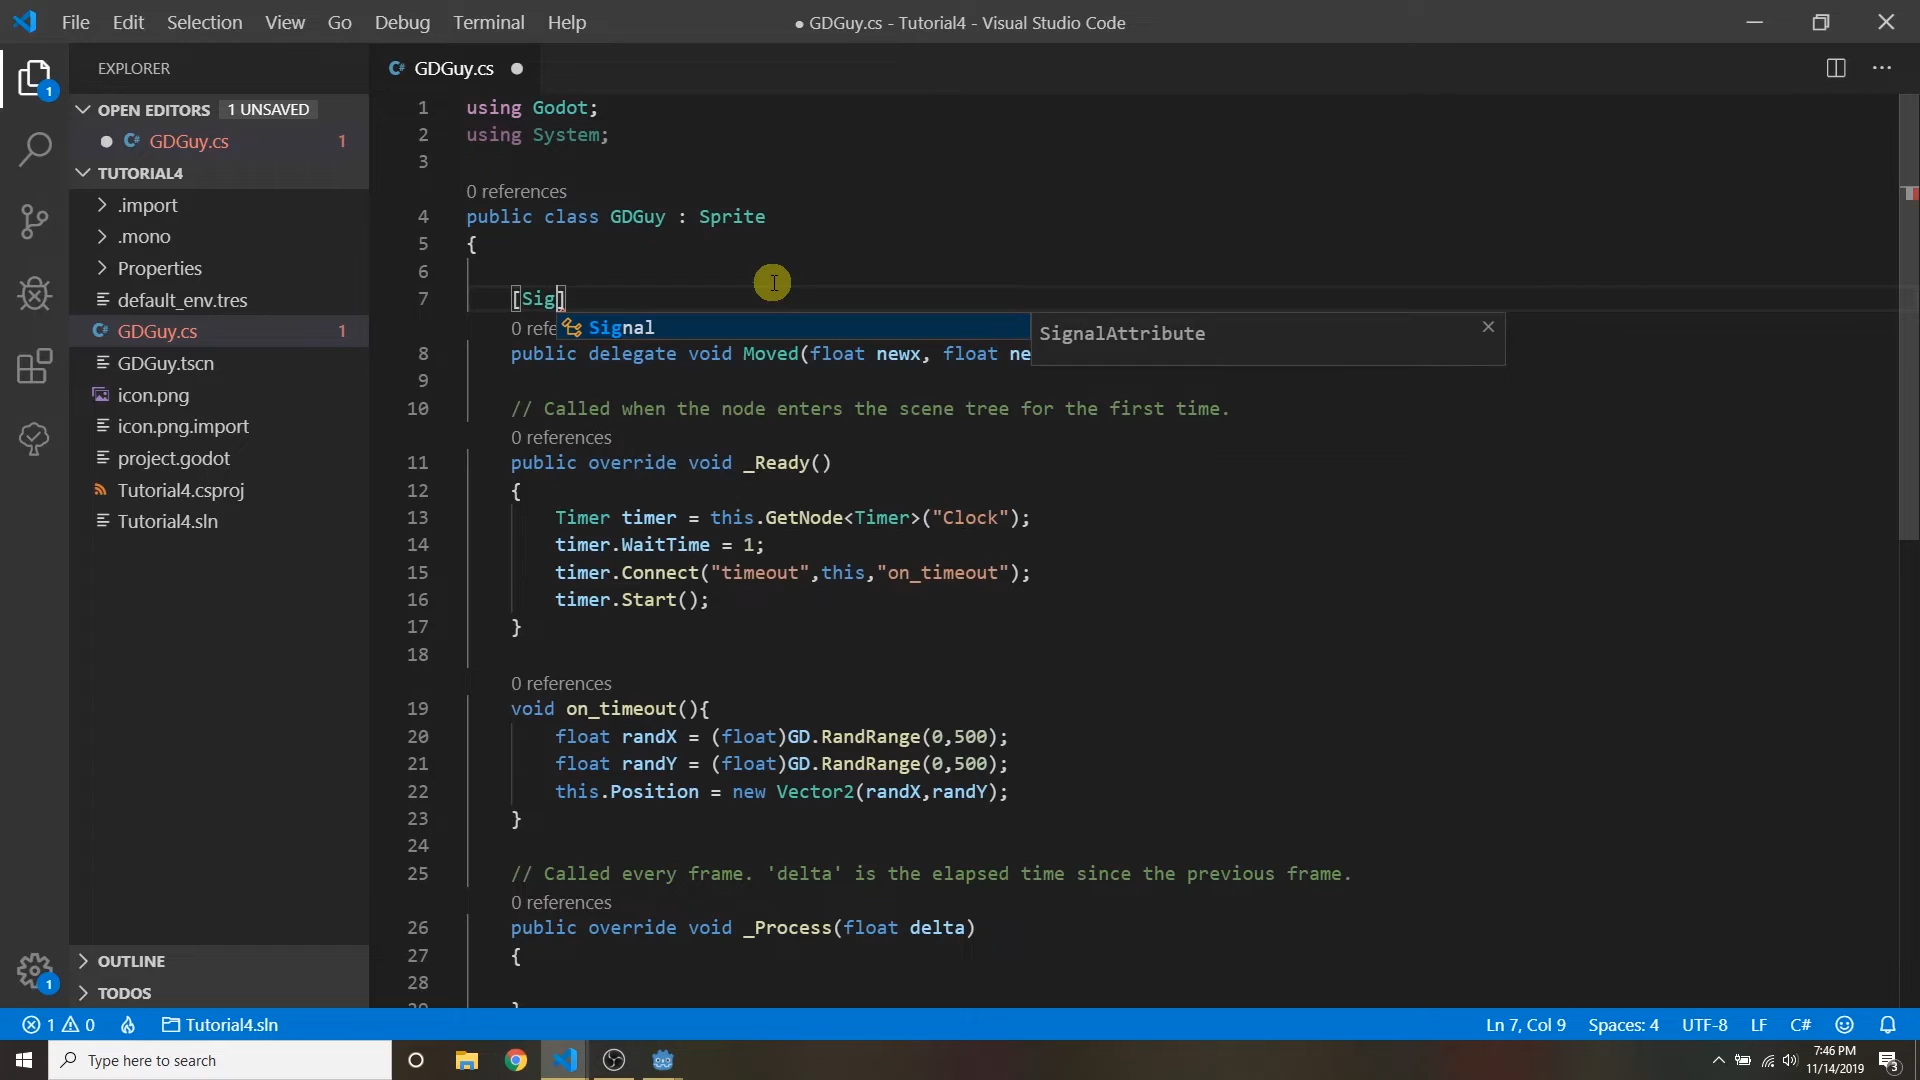 File Edit Selection View Go Debug Terminal Help
● GDGuy.cs - Tutorial4 - Visual Studio Code
EXPLORER
OPEN EDITORS 1 UNSAVED
C# GDGuy.cs 1
TUTORIAL4
.import
.mono
Properties
default_env.tres
C# GDGuy.cs 1
GDGuy.tscn
icon.png
icon.png.import
project.godot
Tutorial4.csproj
Tutorial4.sln
OUTLINE
TODOS
C# GDGuy.cs
1 using Godot;
2 using System;
3
0 references
4 public class GDGuy : Sprite
5 {
6
7 [Sig]
0 refe
Signal
SignalAttribute
8 public delegate void Moved(float newx, float ne
9
10 // Called when the node enters the scene tree for the first time.
0 references
11 public override void _Ready()
12 {
13 Timer timer = this.GetNode<Timer>("Clock");
14 timer.WaitTime = 1;
15 timer.Connect("timeout",this,"on_timeout");
16 timer.Start();
17 }
18
0 references
19 void on_timeout(){
20 float randX = (float)GD.RandRange(0,500);
21 float randY = (float)GD.RandRange(0,500);
22 this.Position = new Vector2(randX,randY);
23 }
24
25 // Called every frame. 'delta' is the elapsed time since the previous frame.
0 references
26 public override void _Process(float delta)
27 {
28
1
1
1 0 Tutorial4.sln
Ln 7, Col 9 Spaces: 4 UTF-8 LF C#
Type here to search
7:46 PM
11/14/2019
3